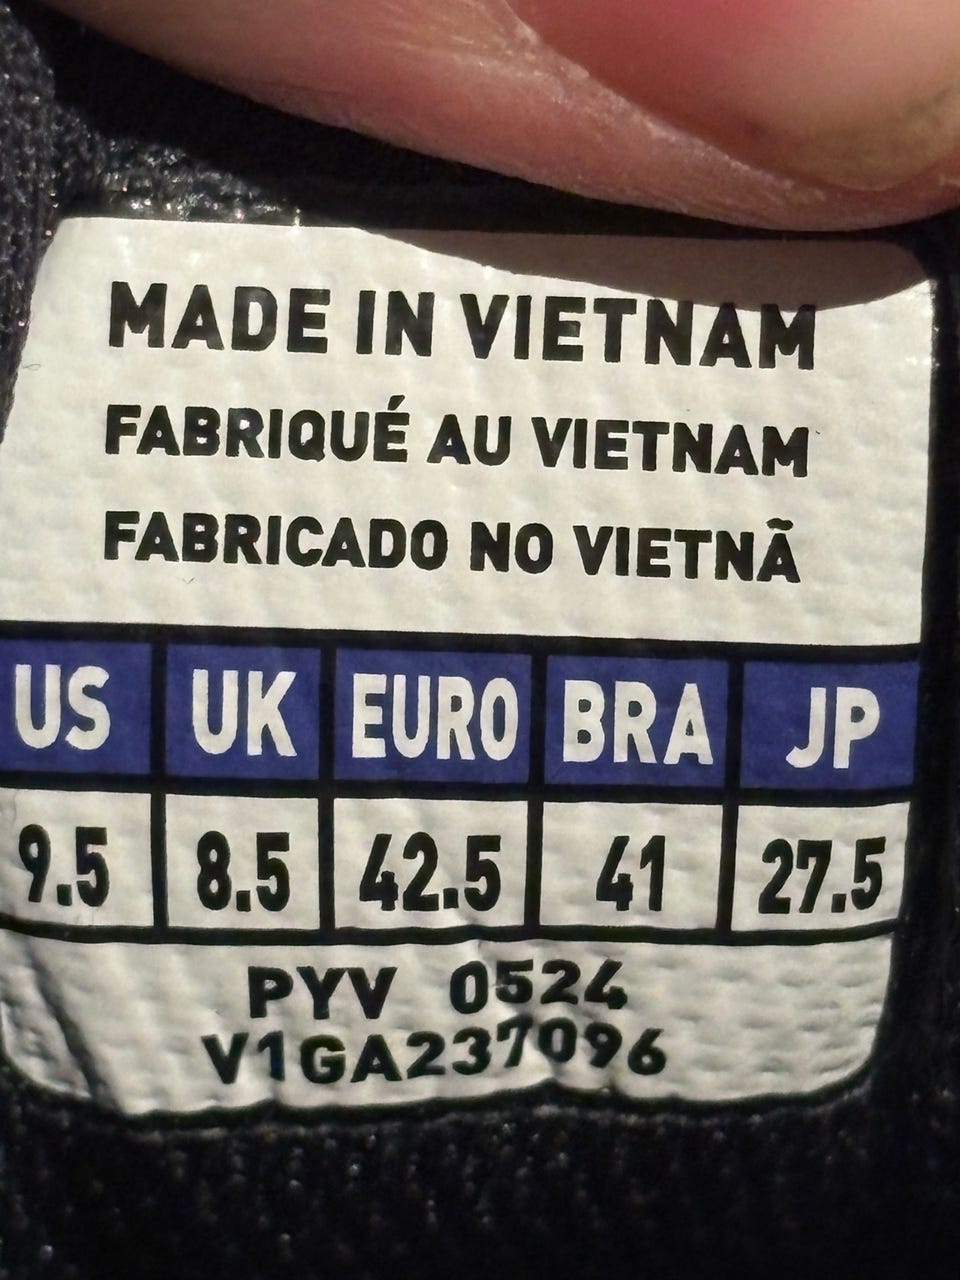 MADE IN VIETNAM
FABRIQUÉ AU VIETNAM
FABRICADO NO VIETNÃ
US UK EURO BRA JP
9.5 8.5 42.5 41 27.5
PYV 0524
V1GA237096